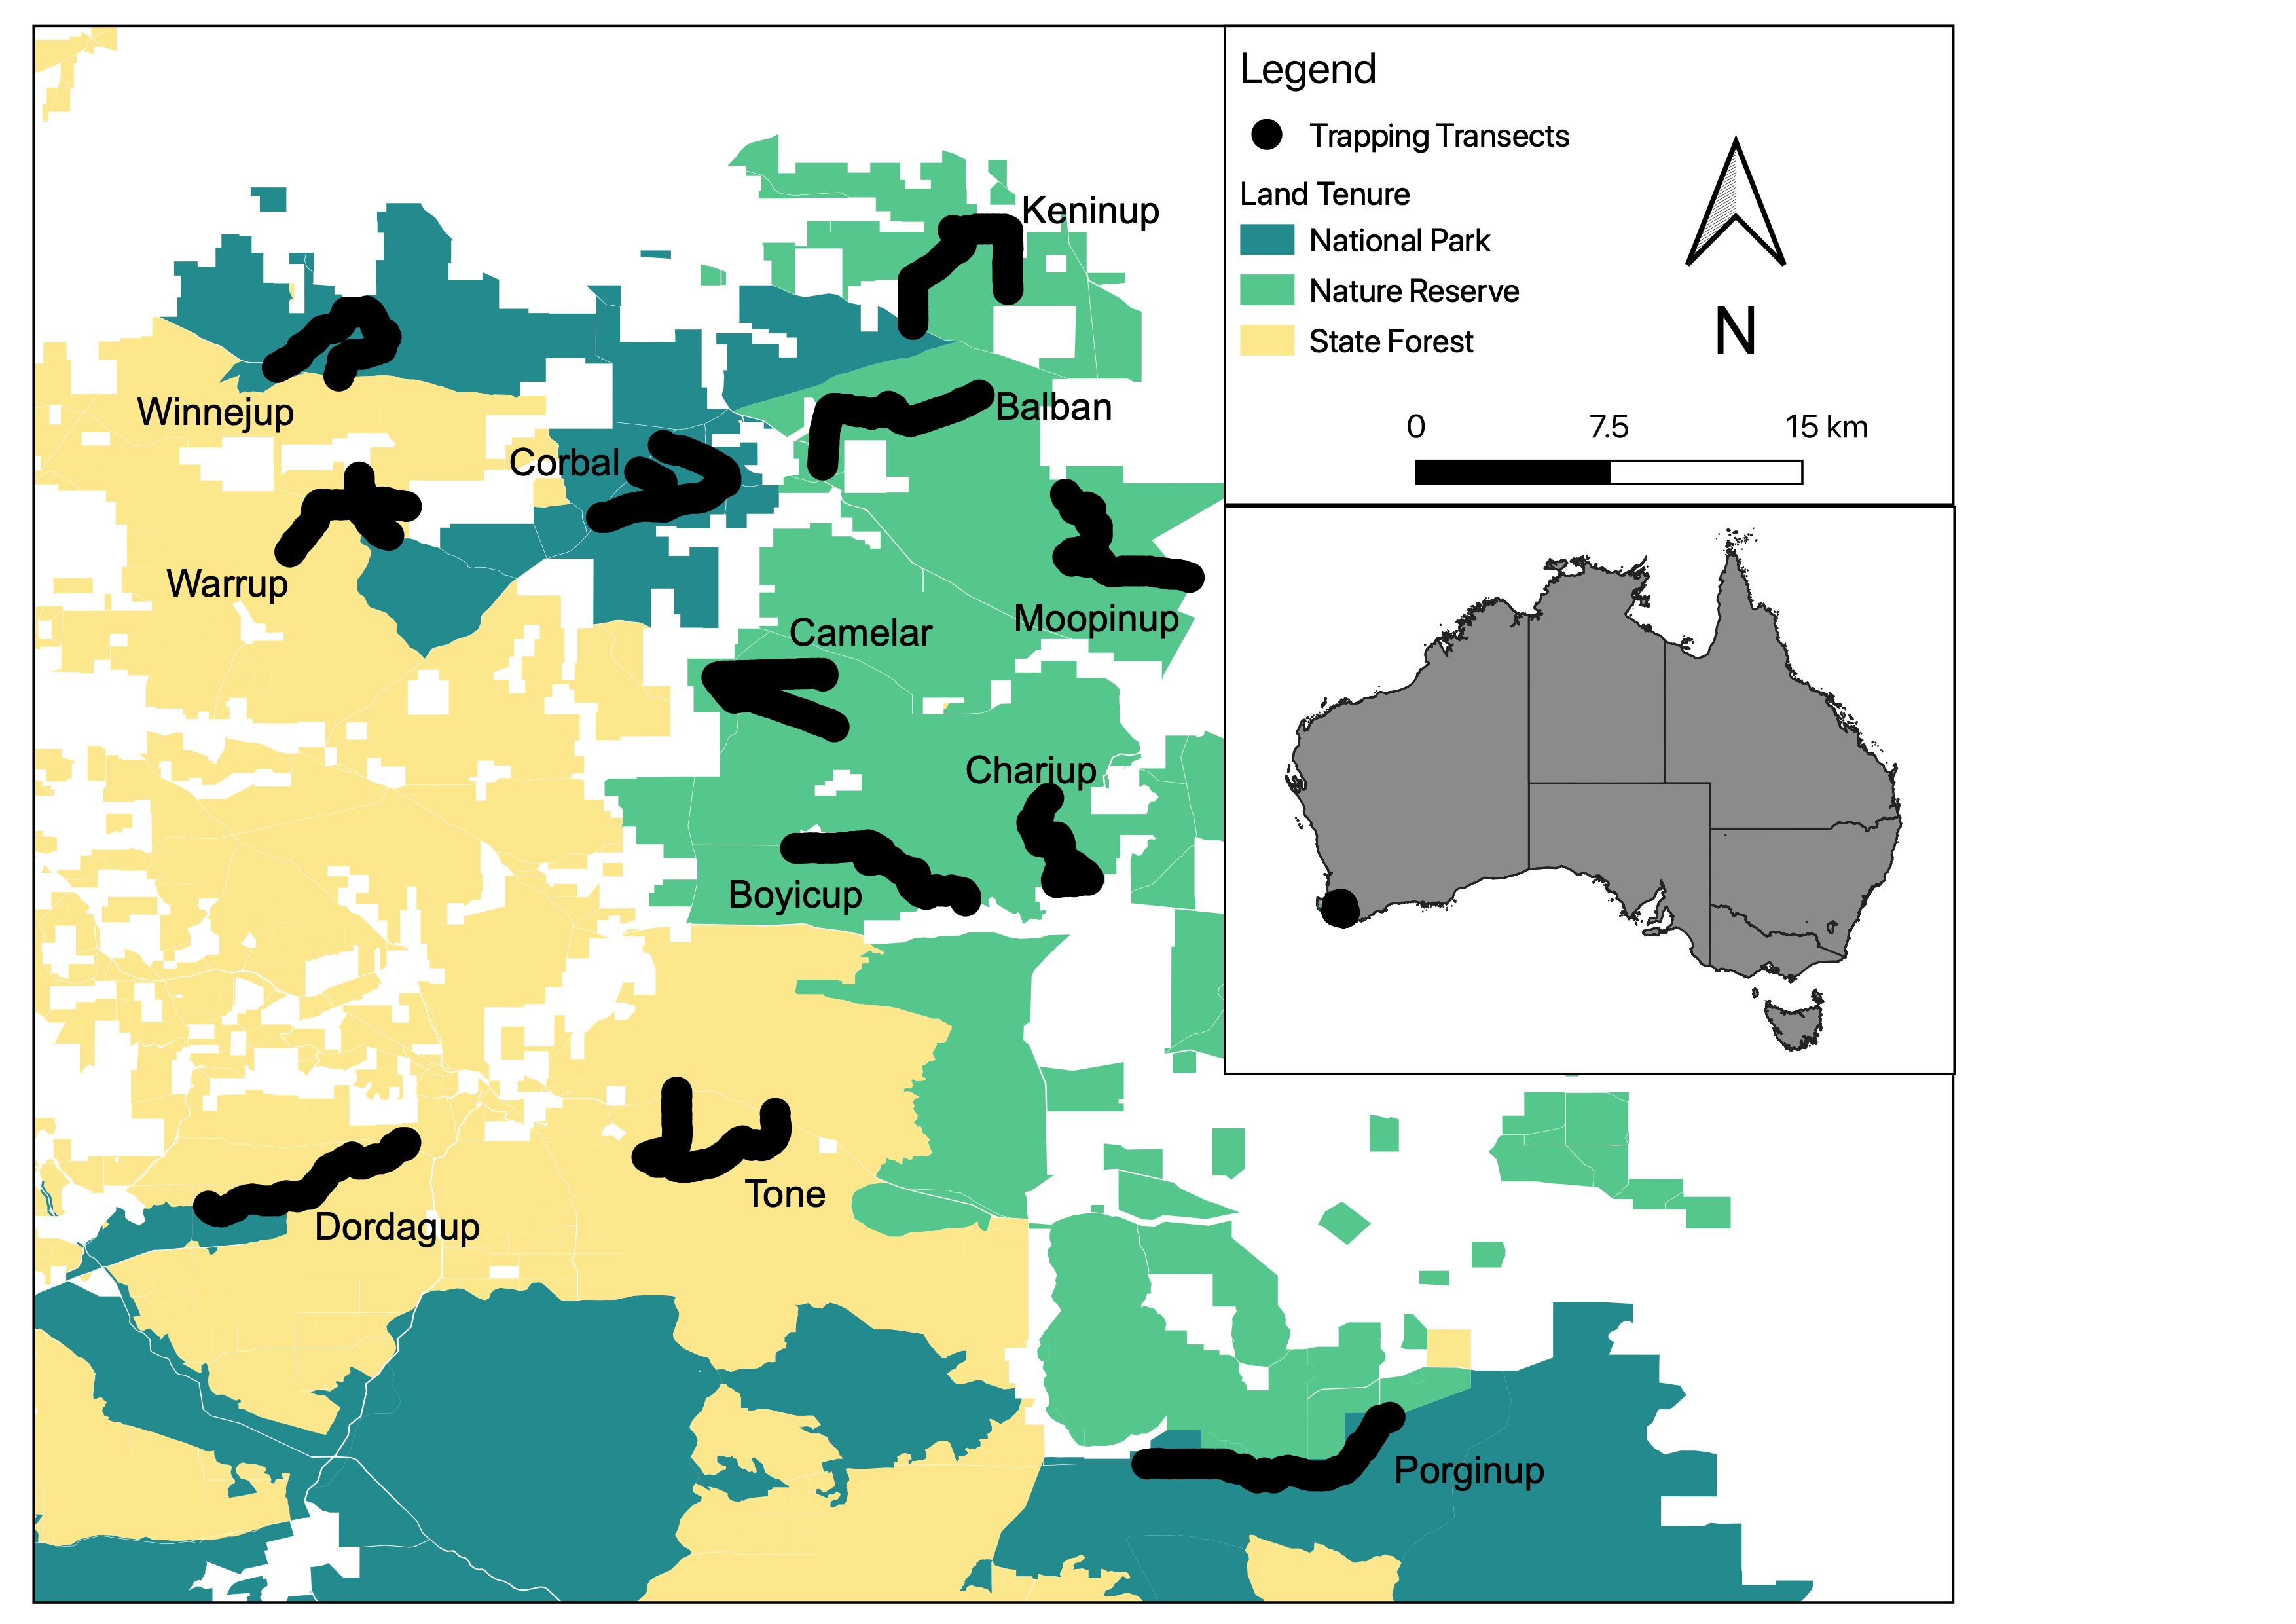 Legend
Trapping Transects
Land Tenure
National Park
Nature Reserve
State Forest
N
0 7.5 15 km
Keninup
Winnejup
Balban
Corbal
Warrup
Moopinup
Camelar
Chariup
Boyicup
Tone
Dordagup
Porginup